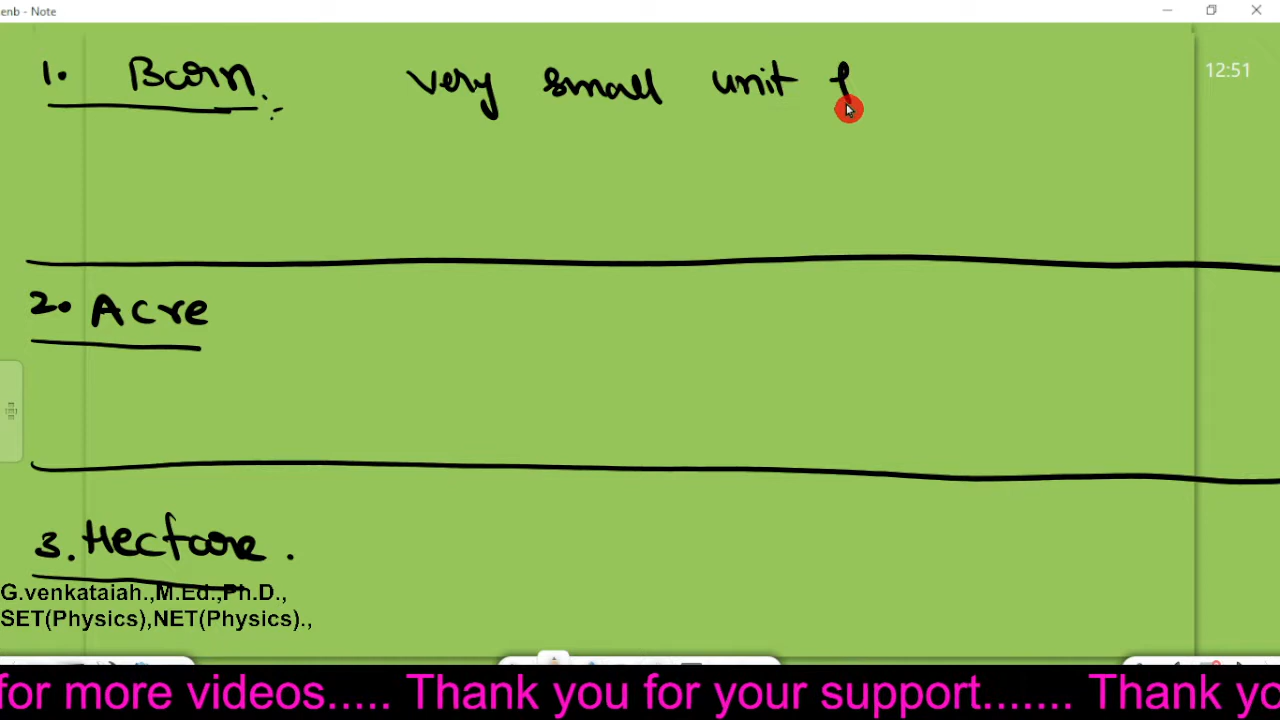 enb - Note
12:51
1. Barn :- very small unit f
2. Acre
3. Hectare .
G.venkataiah.,M.Ed.,Ph.D.,
SET(Physics),NET(Physics).,
for more videos..... Thank you for your support....... Thank yo